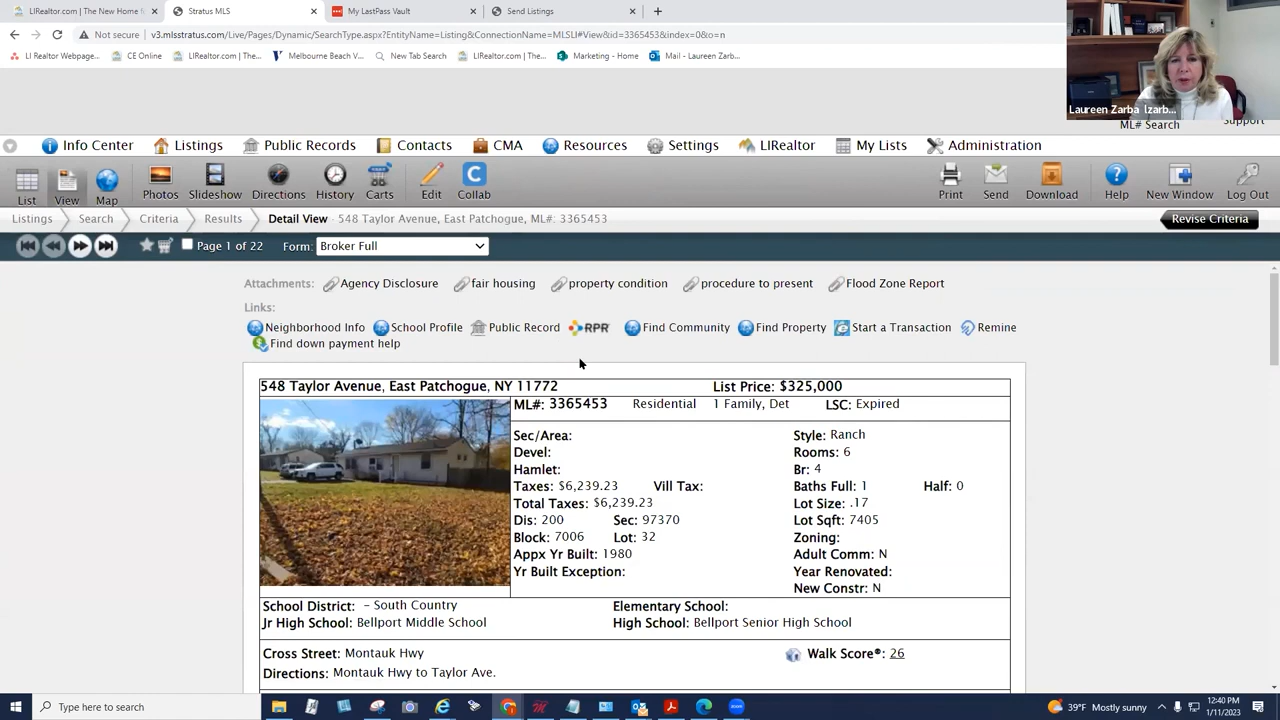 LIRealtor.com | The New Home f
Stratus MLS
My LastPass Vault
Send Listings
Not secure
v3.mlsstratus.com/Live/Pages/Dynamic/SearchType.aspx?EntityName=
g&ConnectionName=MLSLI#View&id=3365453&index=0&o=n
LI Realtor Webpage...
CE Online
LIRealtor.com | The...
Melbourne Beach V...
New Tab Search
LIRealtor.com | The...
Marketing - Home
Mail - Laureen Zarb...
Laureen Zarba lzarb...
ML# Search
Support
Info Center
Listings
Public Records
Contacts
CMA
Resources
Settings
LIRealtor
My Lists
Administration
List
View
Map
Photos
Slideshow
Directions
History
Carts
Edit
Collab
Print
Send
Download
Help
New Window
Log Out
Listings
Search
Criteria
Results
Detail View - 548 Taylor Avenue, East Patchogue, ML#: 3365453
Revise Criteria
Page 1 of 22
Form:
Broker Full
Attachments:
Agency Disclosure
fair housing
property condition
procedure to present
Flood Zone Report
Links:
Neighborhood Info
School Profile
Public Record
RPR
Find Community
Find Property
Start a Transaction
Remine
Find down payment help
548 Taylor Avenue, East Patchogue, NY 11772
List Price: $325,000
ML#: 3365453
Residential
1 Family, Det
LSC: Expired
Sec/Area:
Devel:
Hamlet:
Taxes: $6,239.23
Vill Tax:
Total Taxes: $6,239.23
Dis: 200
Sec: 97370
Block: 7006
Lot: 32
Appx Yr Built: 1980
Yr Built Exception:
Style: Ranch
Rooms: 6
Br: 4
Baths Full: 1
Half: 0
Lot Size: .17
Lot Sqft: 7405
Zoning:
Adult Comm: N
Year Renovated:
New Constr: N
School District: - South Country
Elementary School:
Jr High School: Bellport Middle School
High School: Bellport Senior High School
Cross Street: Montauk Hwy
Walk Score®: 26
Directions: Montauk Hwy to Taylor Ave.
Type here to search
39°F Mostly sunny
12:40 PM
1/11/2023